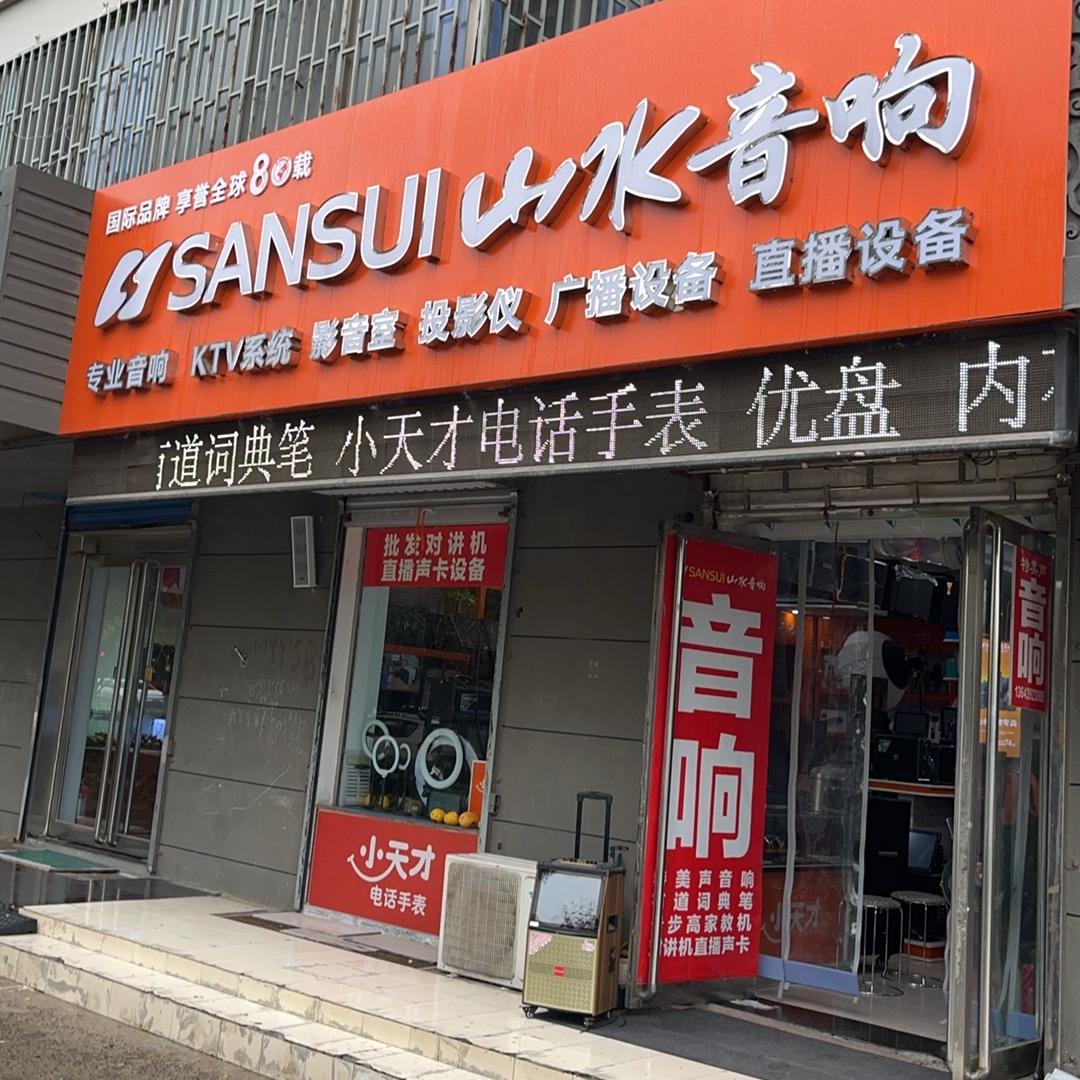 国际品牌 享誉全球80载
SANSUI 山水音响
专业音响 KTV系统 影音室 投影仪 广播设备 直播设备
道词典笔 小天才电话手表 优盘 内
批发对讲机
直播声卡设备
小天才
电话手表
SANSUI 山水音响
音响
美声音响
道词典笔
步高家教机
讲机直播声卡
小天才
音响